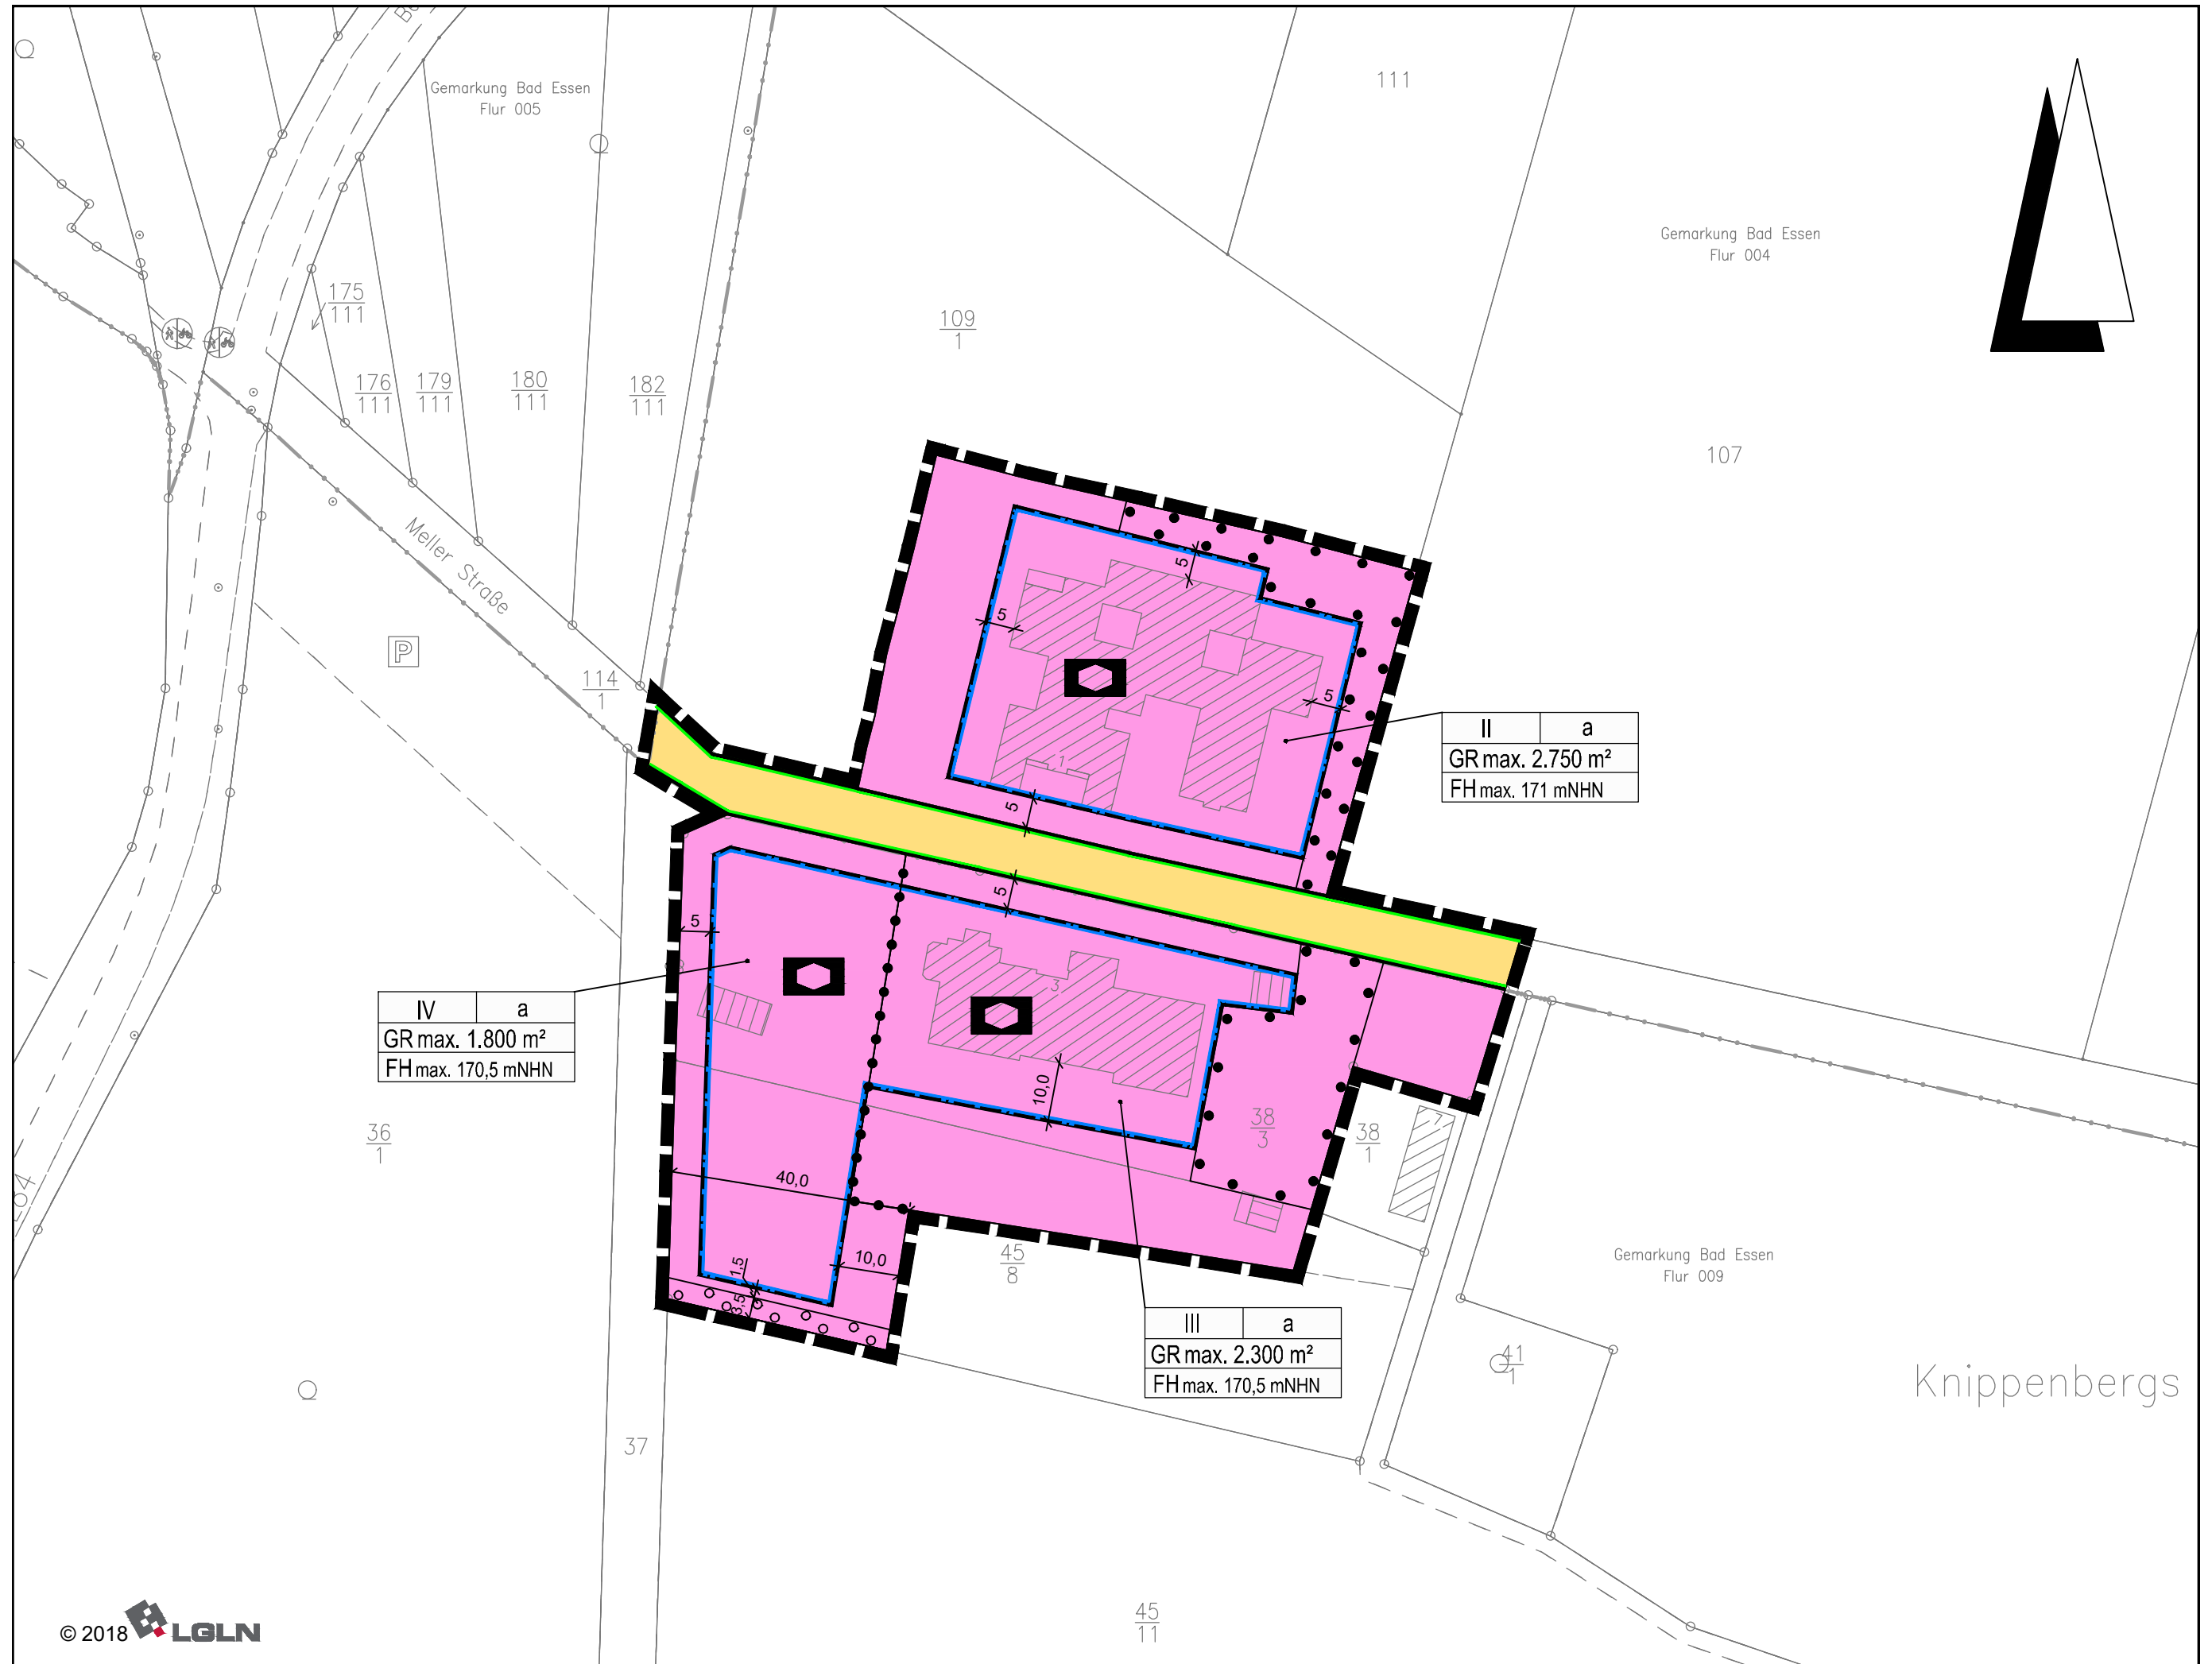 Gemarkung Bad Essen
Flur 005
111
Gemarkung Bad Essen
Flur 004
175
111
109
1
176
111
179
111
180
111
182
111
107
Meller Straße
P
114
1
5
5
5
1
II a
GR max. 2.750 m²
FH max. 171 mNHN
5
5
5
3
IV a
GR max. 1.800 m²
FH max. 170,5 mNHN
10,0
36
1
38
3
38
1
7
40,0
10,0
1.5
3,5
45
8
Gemarkung Bad Essen
Flur 009
III a
GR max. 2.300 m²
FH max. 170,5 mNHN
41
1
Knippenbergs
37
45
11
© 2018 LGLN